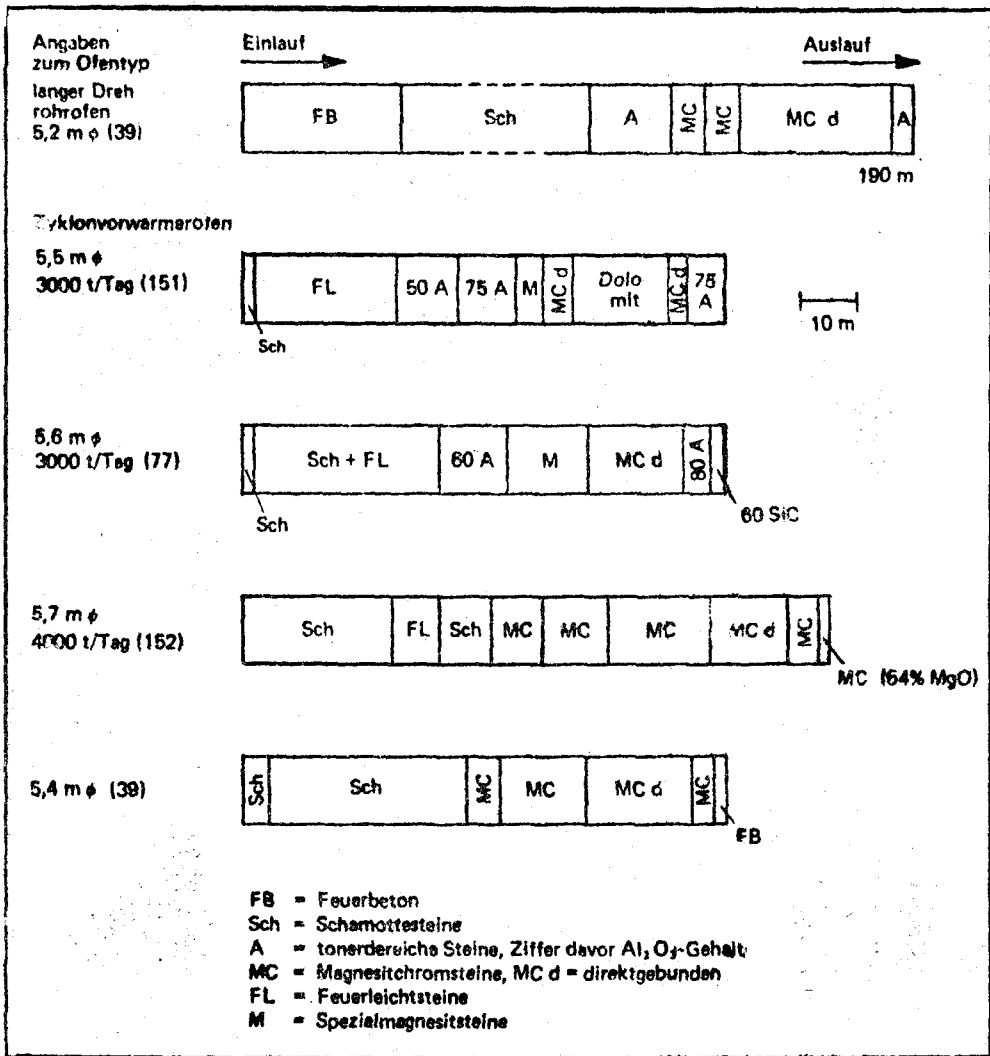 Angaben
zum Ofentyp
Einlauf
Auslauf
langer Dreh
rohrofen
5,2 m ϕ (39)
FB
Sch
A
MC
MC
MC d
A
190 m
Zyklonvorwärmeröfen
5,5 m ϕ
3000 t/Tag (151)
FL
50 A
75 A
M
MC d
Dolo
mit
MC d
75
A
Sch
10 m
5,6 m ϕ
3000 t/Tag (77)
Sch + FL
60 A
M
MC d
80 A
Sch
60 SiC
5,7 m ϕ
4000 t/Tag (152)
Sch
FL
Sch
MC
MC
MC
MC d
MC
MC (64% MgO)
5,4 m ϕ (39)
Sch
Sch
MC
MC
MC d
MC
FB
FB = Feuerbeton
Sch = Schamottesteine
A = tonerdereiche Steine, Ziffer davor Al₂O₃-Gehalt
MC = Magnesitchromsteine, MC d = direktgebunden
FL = Feuerleichtsteine
M = Spezialmagnesitsteine